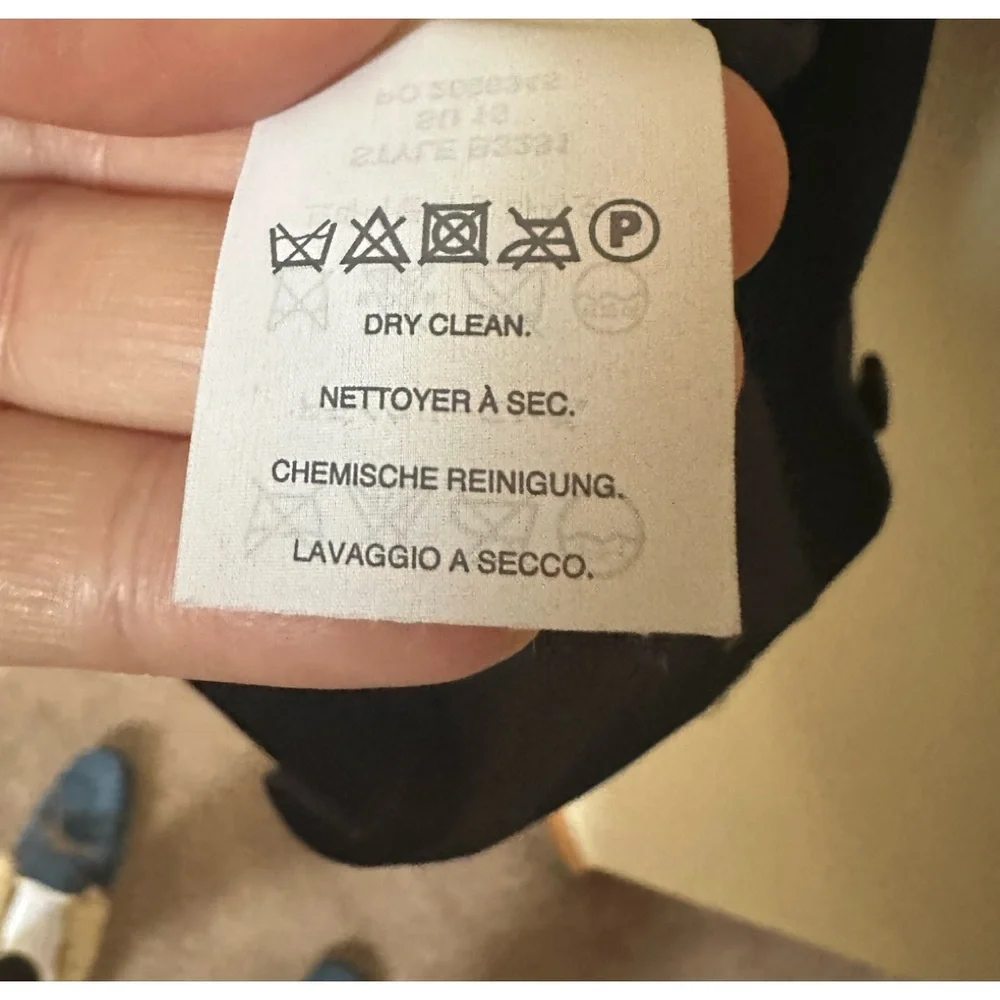 P
DRY CLEAN.
NETTOYER À SEC.
CHEMISCHE REINIGUNG.
LAVAGGIO A SECCO.